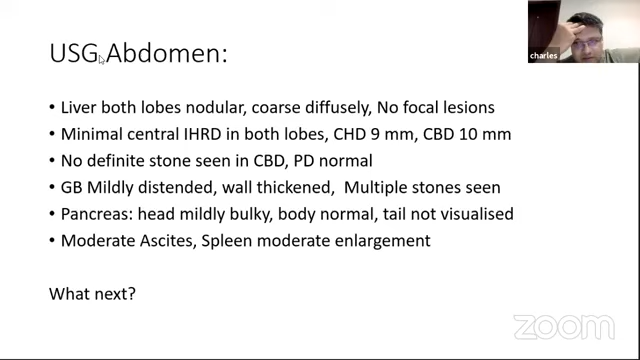 charles
USG Abdomen:
• Liver both lobes nodular, coarse diffusely, No focal lesions
• Minimal central IHRD in both lobes, CHD 9 mm, CBD 10 mm
• No definite stone seen in CBD, PD normal
• GB Mildly distended, wall thickened, Multiple stones seen
• Pancreas: head mildly bulky, body normal, tail not visualised
• Moderate Ascites, Spleen moderate enlargement
What next?
zoom